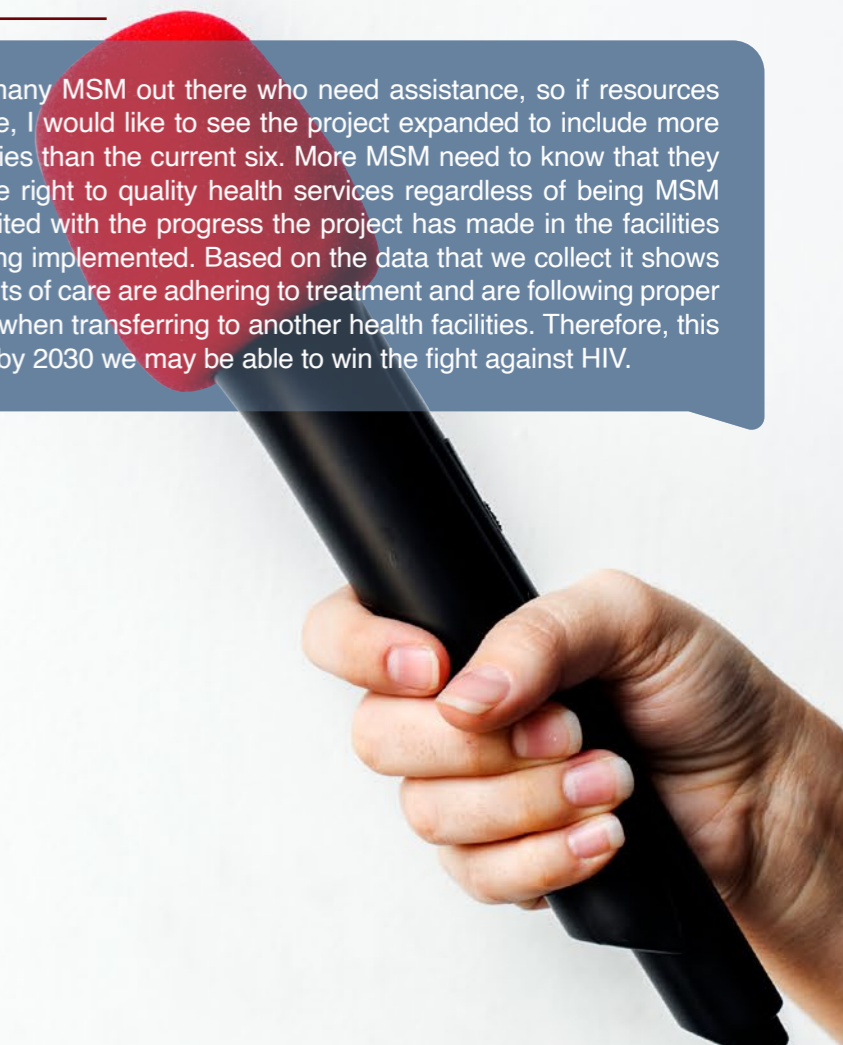 many MSM out there who need assistance, so if resources
I would like to see the project expanded to include more
than the current six. More MSM need to know that they
right to quality health services regardless of being MSM
with the progress the project has made in the facilities
implemented. Based on the data that we collect it shows
of care are adhering to treatment and are following proper
when transferring to another health facilities. Therefore, this
by 2030 we may be able to win the fight against HIV.